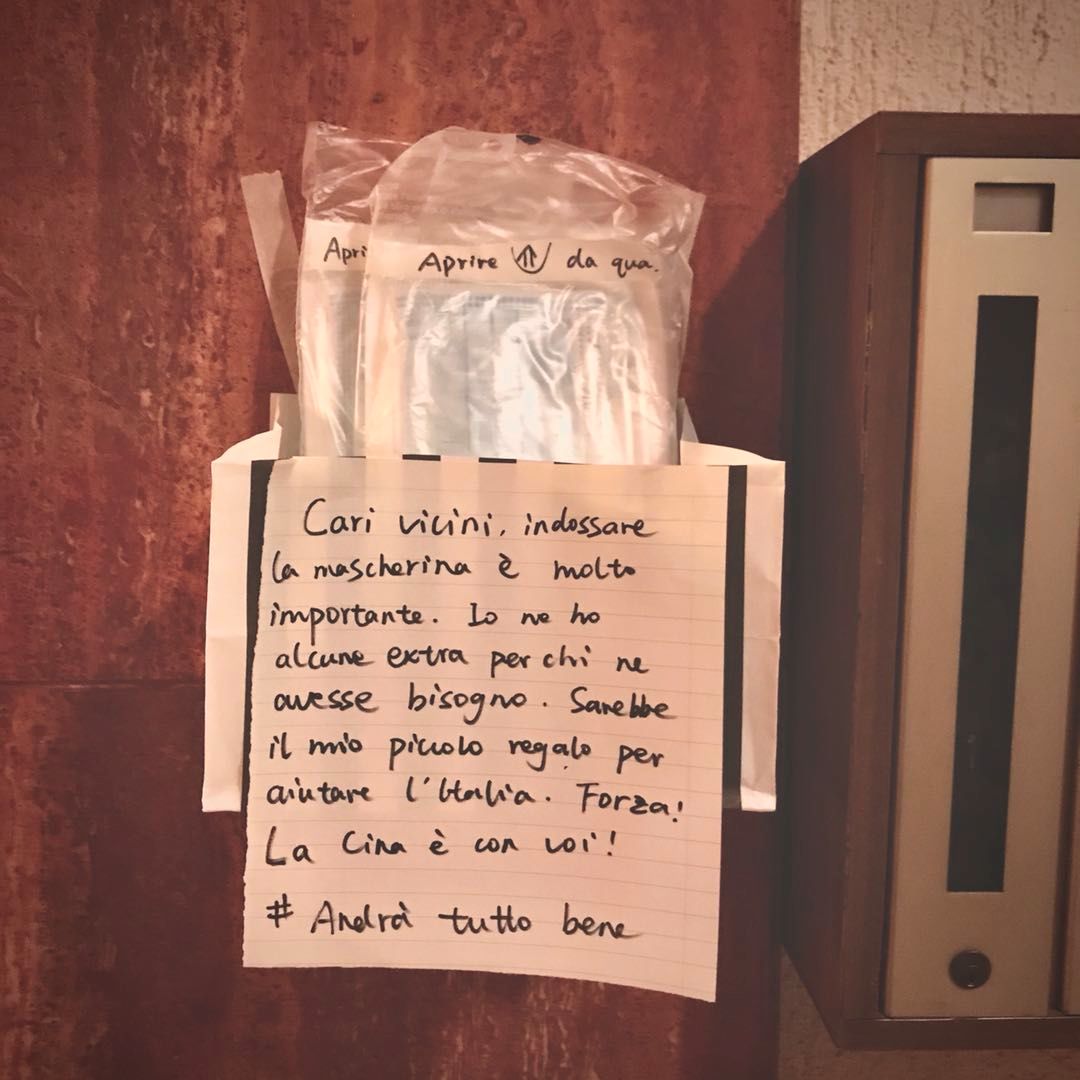 Apri
Aprire ⇑ da qua.
Cari vicini, indossare
la mascherina è molto
importante. Io ne ho
alcune extra per chi ne
avesse bisogno. Sarebbe
il mio piccolo regalo per
aiutare l'Italia. Forza!
La Cina è con voi!
# Andrà tutto bene